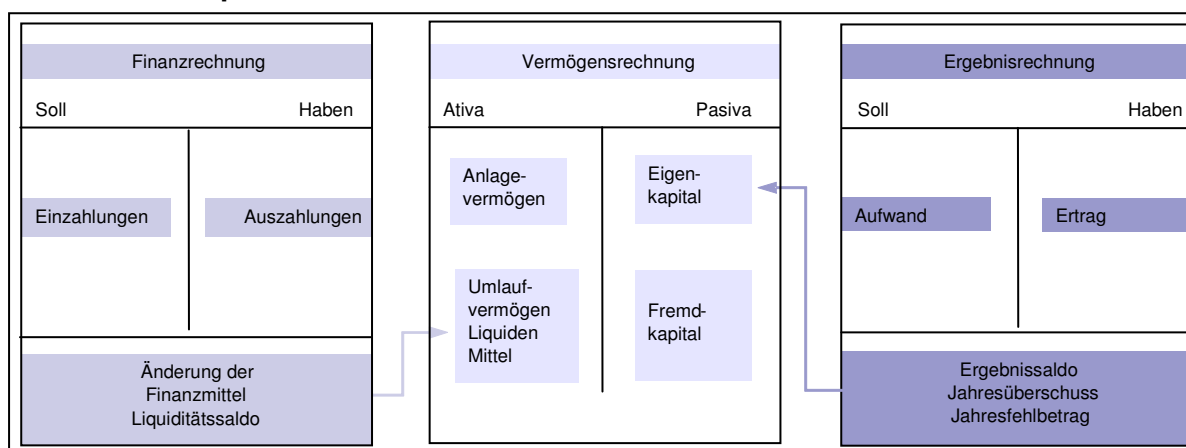 Finanzrechnung
Soll Haben
Einzahlungen Auszahlungen
Änderung der
Finanzmittel
Liquiditätssaldo
Vermögensrechnung
Ativa Pasiva
Anlage-
vermögen
Eigen-
kapital
Umlauf-
vermögen
Liquiden
Mittel
Fremd-
kapital
Ergebnisrechnung
Soll Haben
Aufwand Ertrag
Ergebnissaldo
Jahresüberschuss
Jahresfehlbetrag